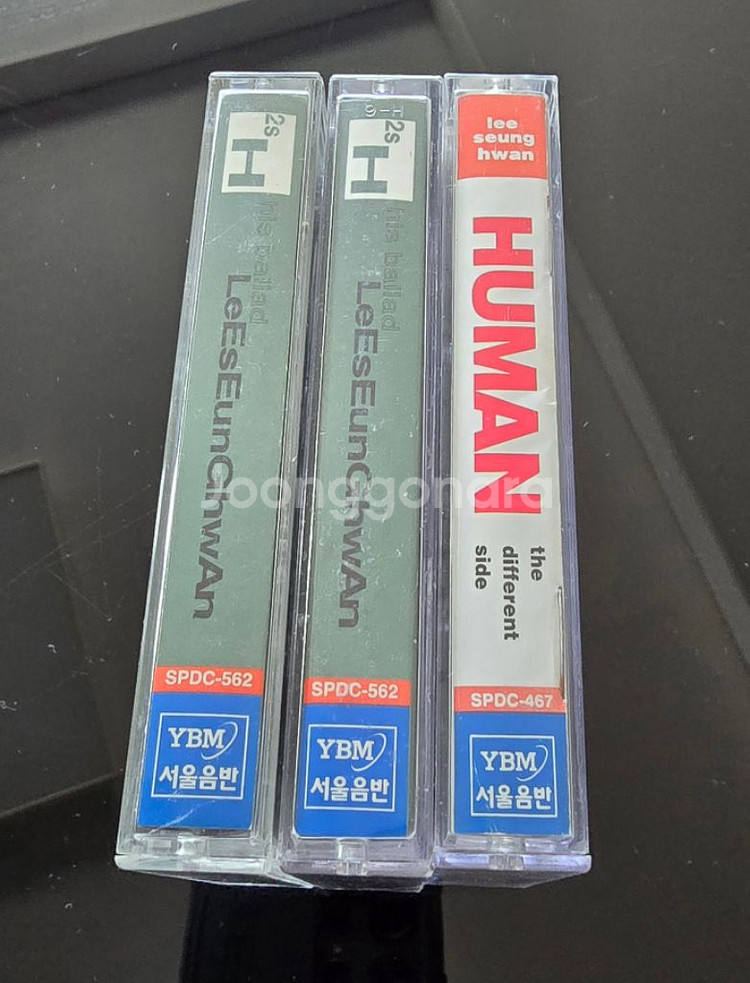 2s
H
his ballad
LeEsEunGhwAn
SPDC-562
YBM
서울음반
2s
H
his ballad
LeEsEunGhwAn
SPDC-562
YBM
서울음반
lee
seung
hwan
HUMAN
the
different
side
SPDC-467
YBM
서울음반
Joonggonara